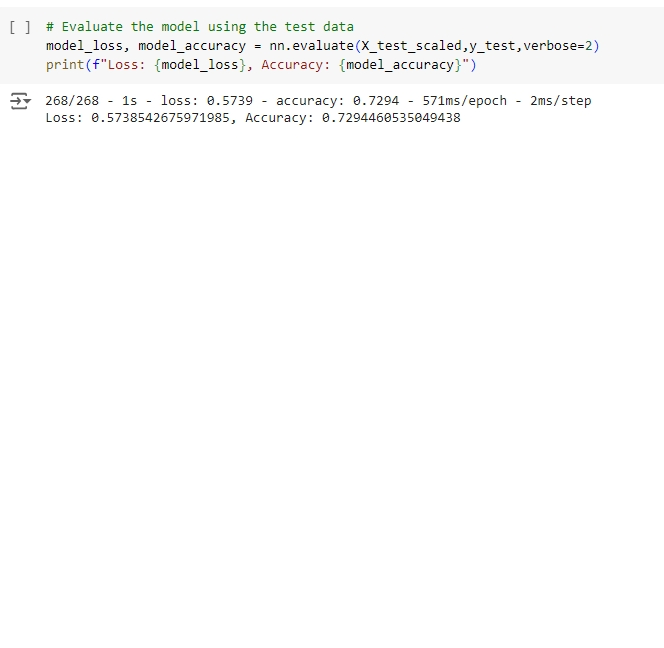 [ ] # Evaluate the model using the test data
model_loss, model_accuracy = nn.evaluate(X_test_scaled,y_test,verbose=2)
print(f"Loss: {model_loss}, Accuracy: {model_accuracy}")
268/268 - 1s - loss: 0.5739 - accuracy: 0.7294 - 571ms/epoch - 2ms/step
Loss: 0.5738542675971985, Accuracy: 0.7294460535049438